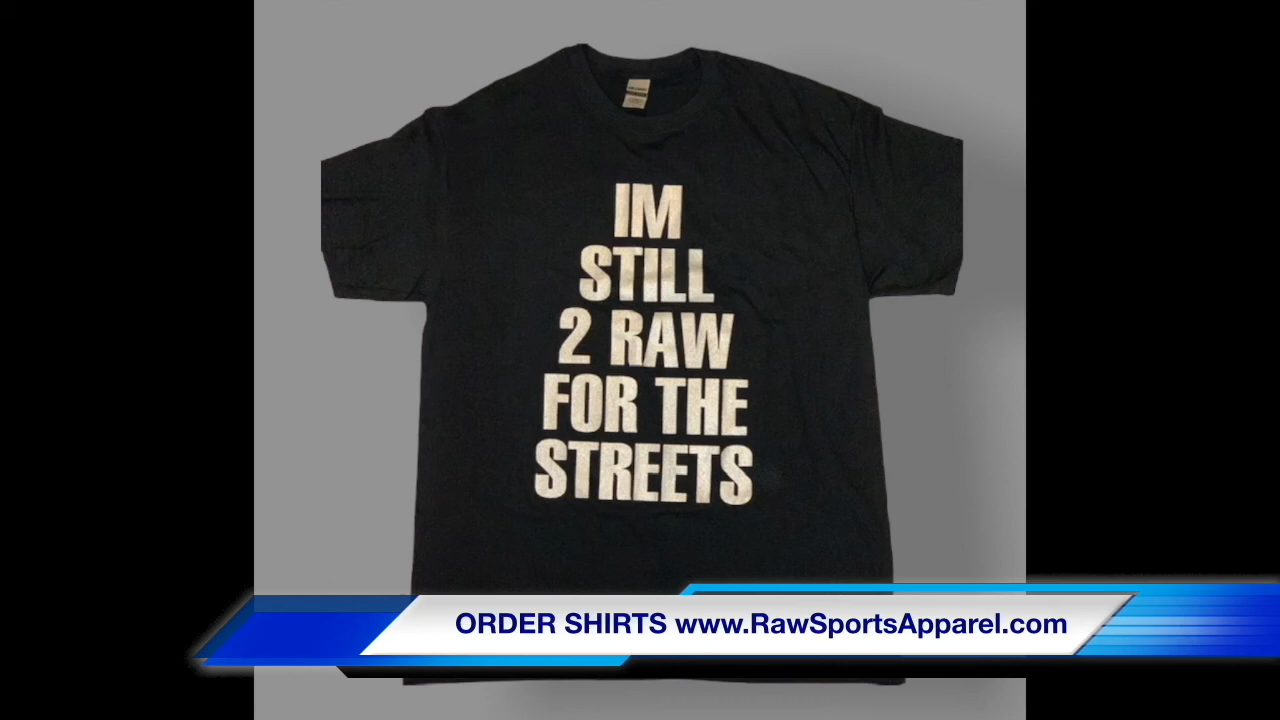 IM
STILL
2 RAW
FOR THE
STREETS
ORDER SHIRTS www.RawSportsApparel.com